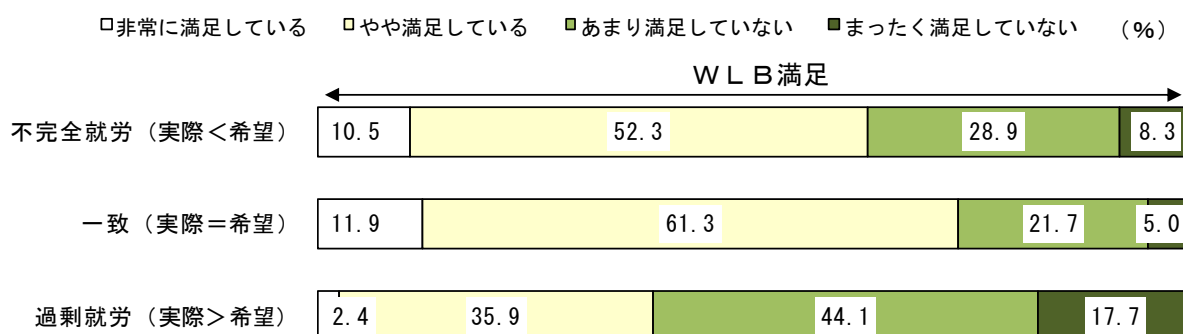 □非常に満足している □やや満足している ■あまり満足していない ■まったく満足していない （%）
ＷＬＢ満足
不完全就労（実際＜希望） 10.5 52.3 28.9 8.3
一致（実際＝希望） 11.9 61.3 21.7 5.0
過剰就労（実際＞希望） 2.4 35.9 44.1 17.7